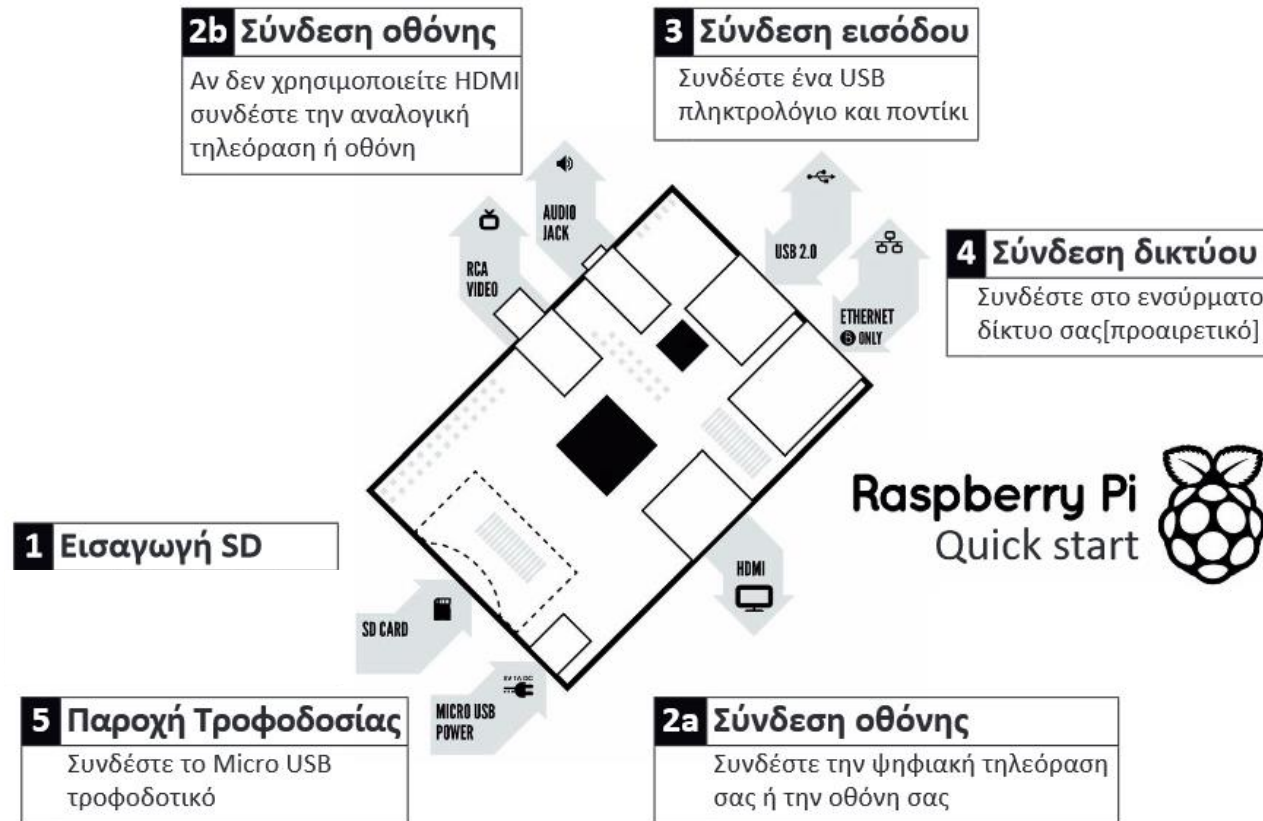 2b Σύνδεση οθόνης
Αν δεν χρησιμοποιείτε HDMI
συνδέστε την αναλογική
τηλεόραση ή οθόνη
3 Σύνδεση εισόδου
Συνδέστε ένα USB
πληκτρολόγιο και ποντίκι
AUDIO
JACK
RCA
VIDEO
USB 2.0
ETHERNET
B ONLY
4 Σύνδεση δικτύου
Συνδέστε στο ενσύρματο
δίκτυο σας[προαιρετικό]
Raspberry Pi
Quick start
1 Εισαγωγή SD
HDMI
SD CARD
5V 1A DC
MICRO USB
POWER
5 Παροχή Τροφοδοσίας
Συνδέστε το Micro USB
τροφοδοτικό
2a Σύνδεση οθόνης
Συνδέστε την ψηφιακή τηλεόραση
σας ή την οθόνη σας